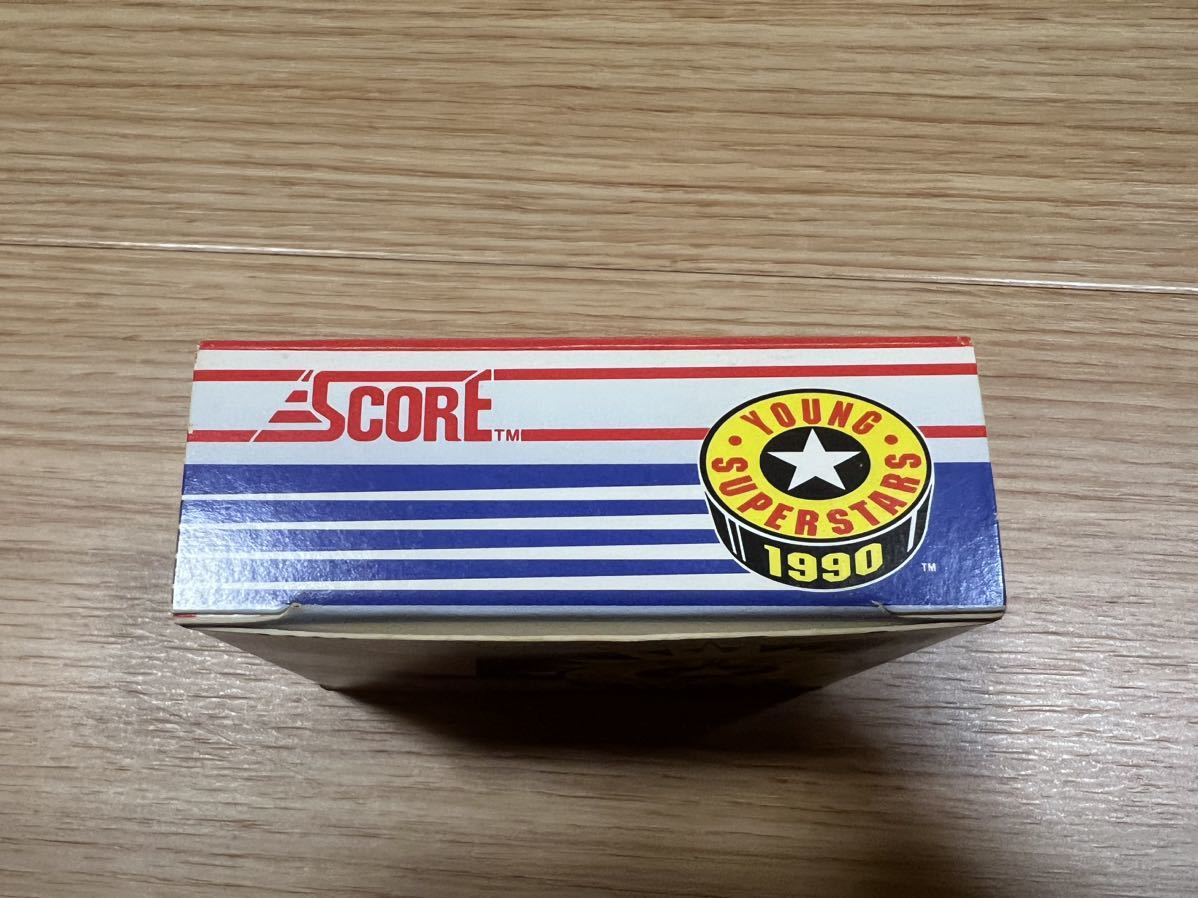 SCORE™
• YOUNG •
SUPERSTARS
1990
™